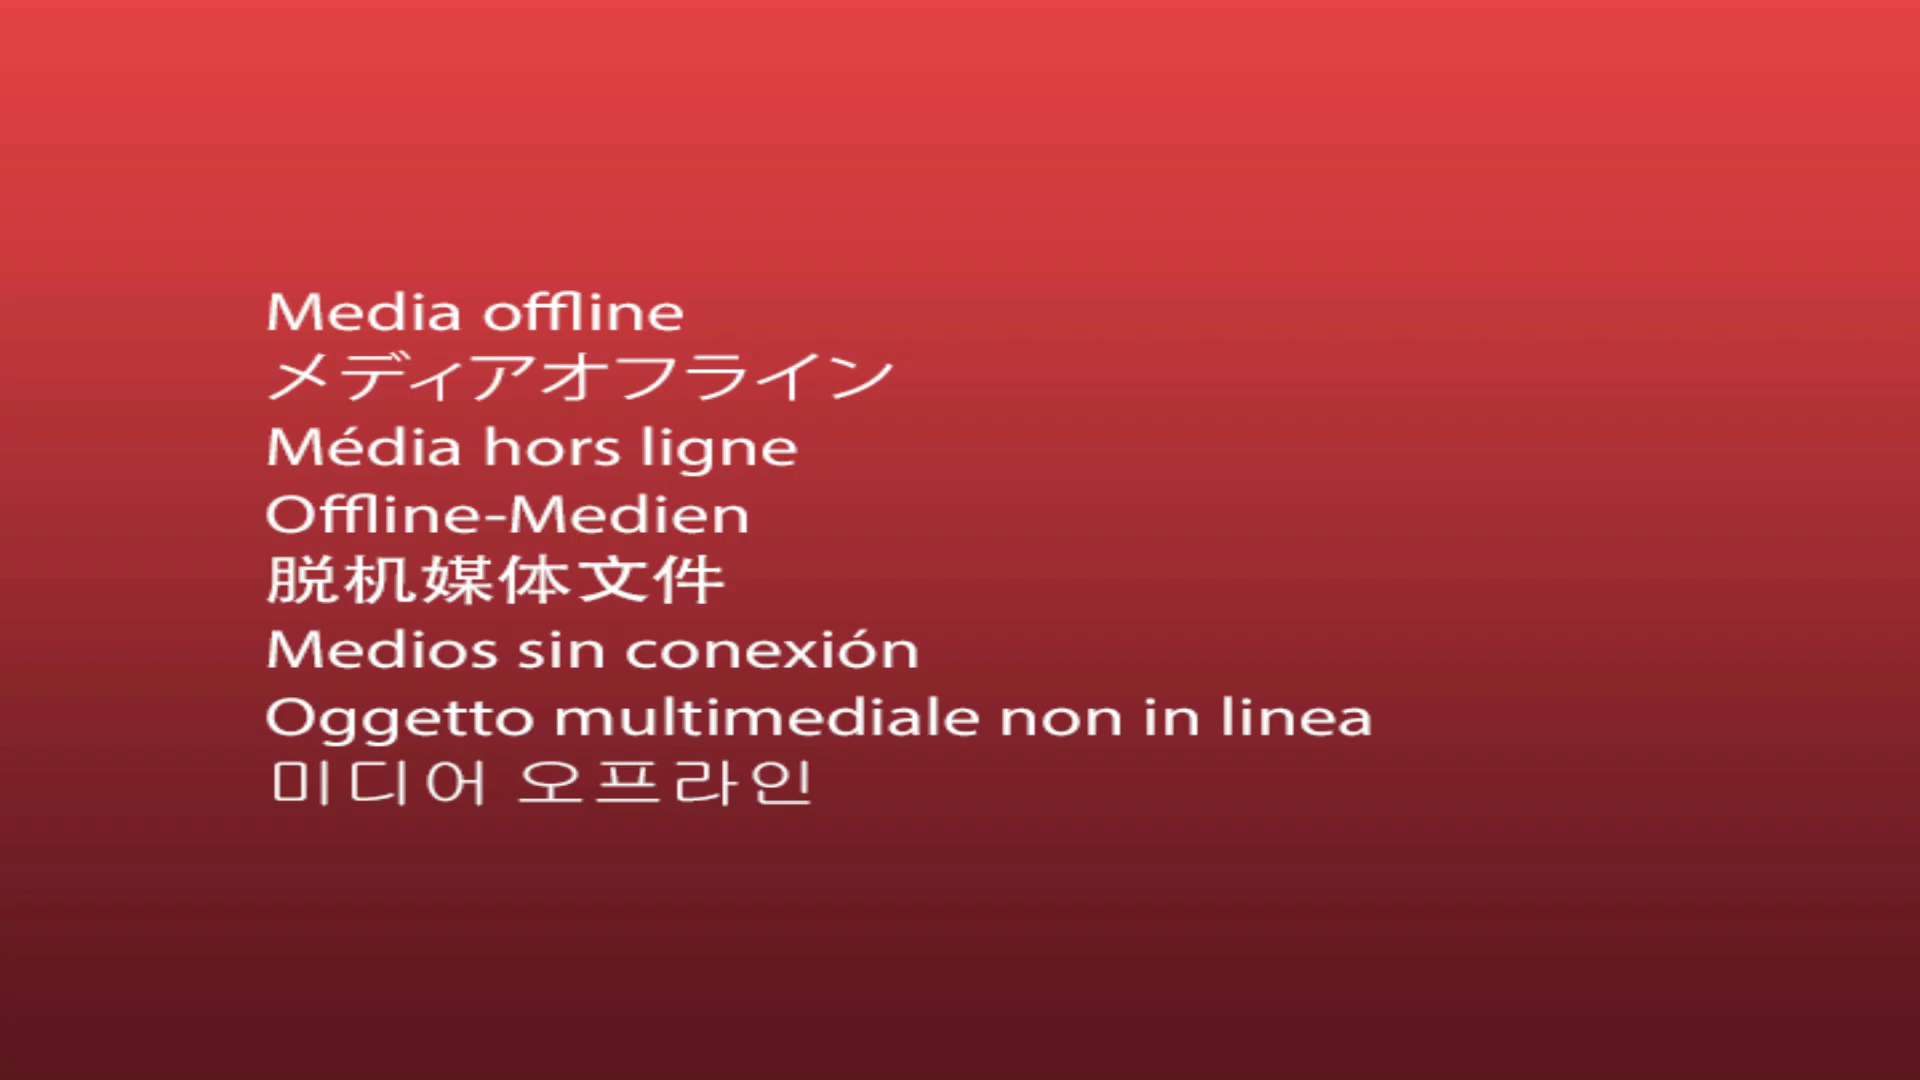 Media offline
メディアオフライン
Média hors ligne
Offline-Medien
脱机媒体文件
Medios sin conexión
Oggetto multimediale non in linea
미디어 오프라인